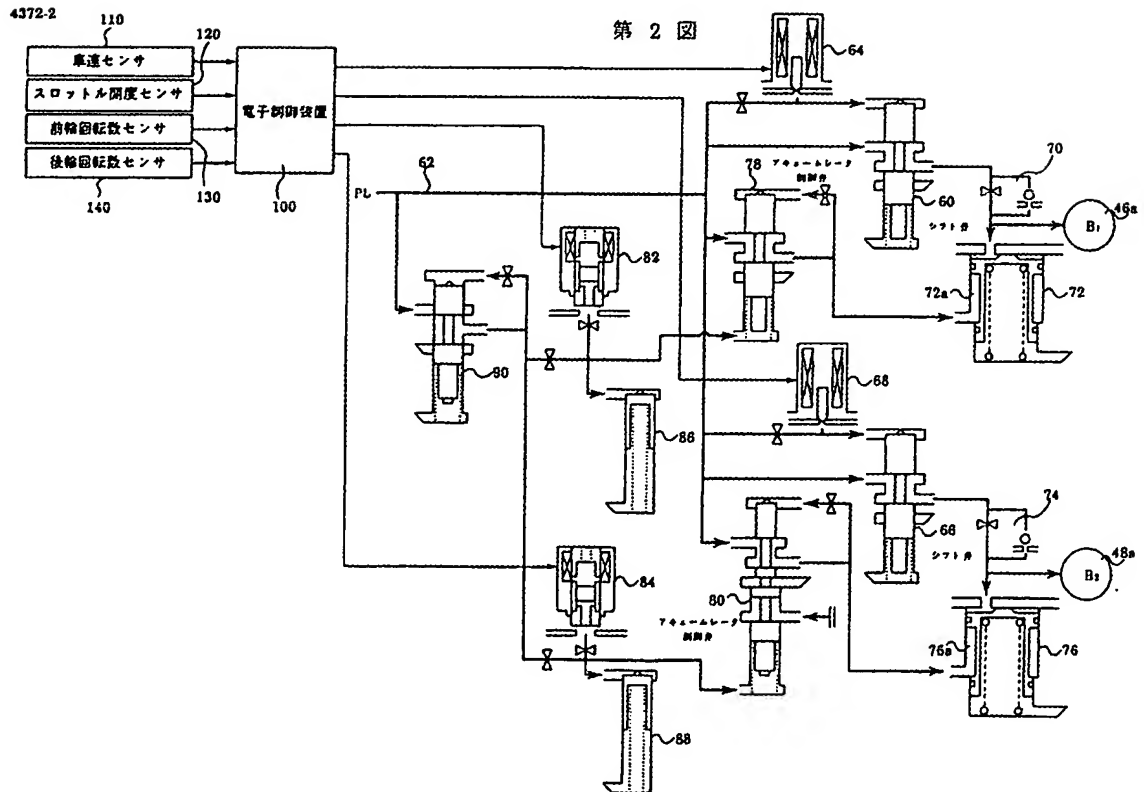 4372-2
第 2 図
110
車速センサ
120
スロットル開度センサ
前輪回転数センサ
130
後輪回転数センサ
140
電子制御装置
100
64
62
PL
78
アキュームレータ
制御弁
60
シフト弁
70
46a
B₁
72a
72
82
90
86
68
66
シフト弁
74
48a
B₂
84
80
アキュームレータ
制御弁
76a
76
88